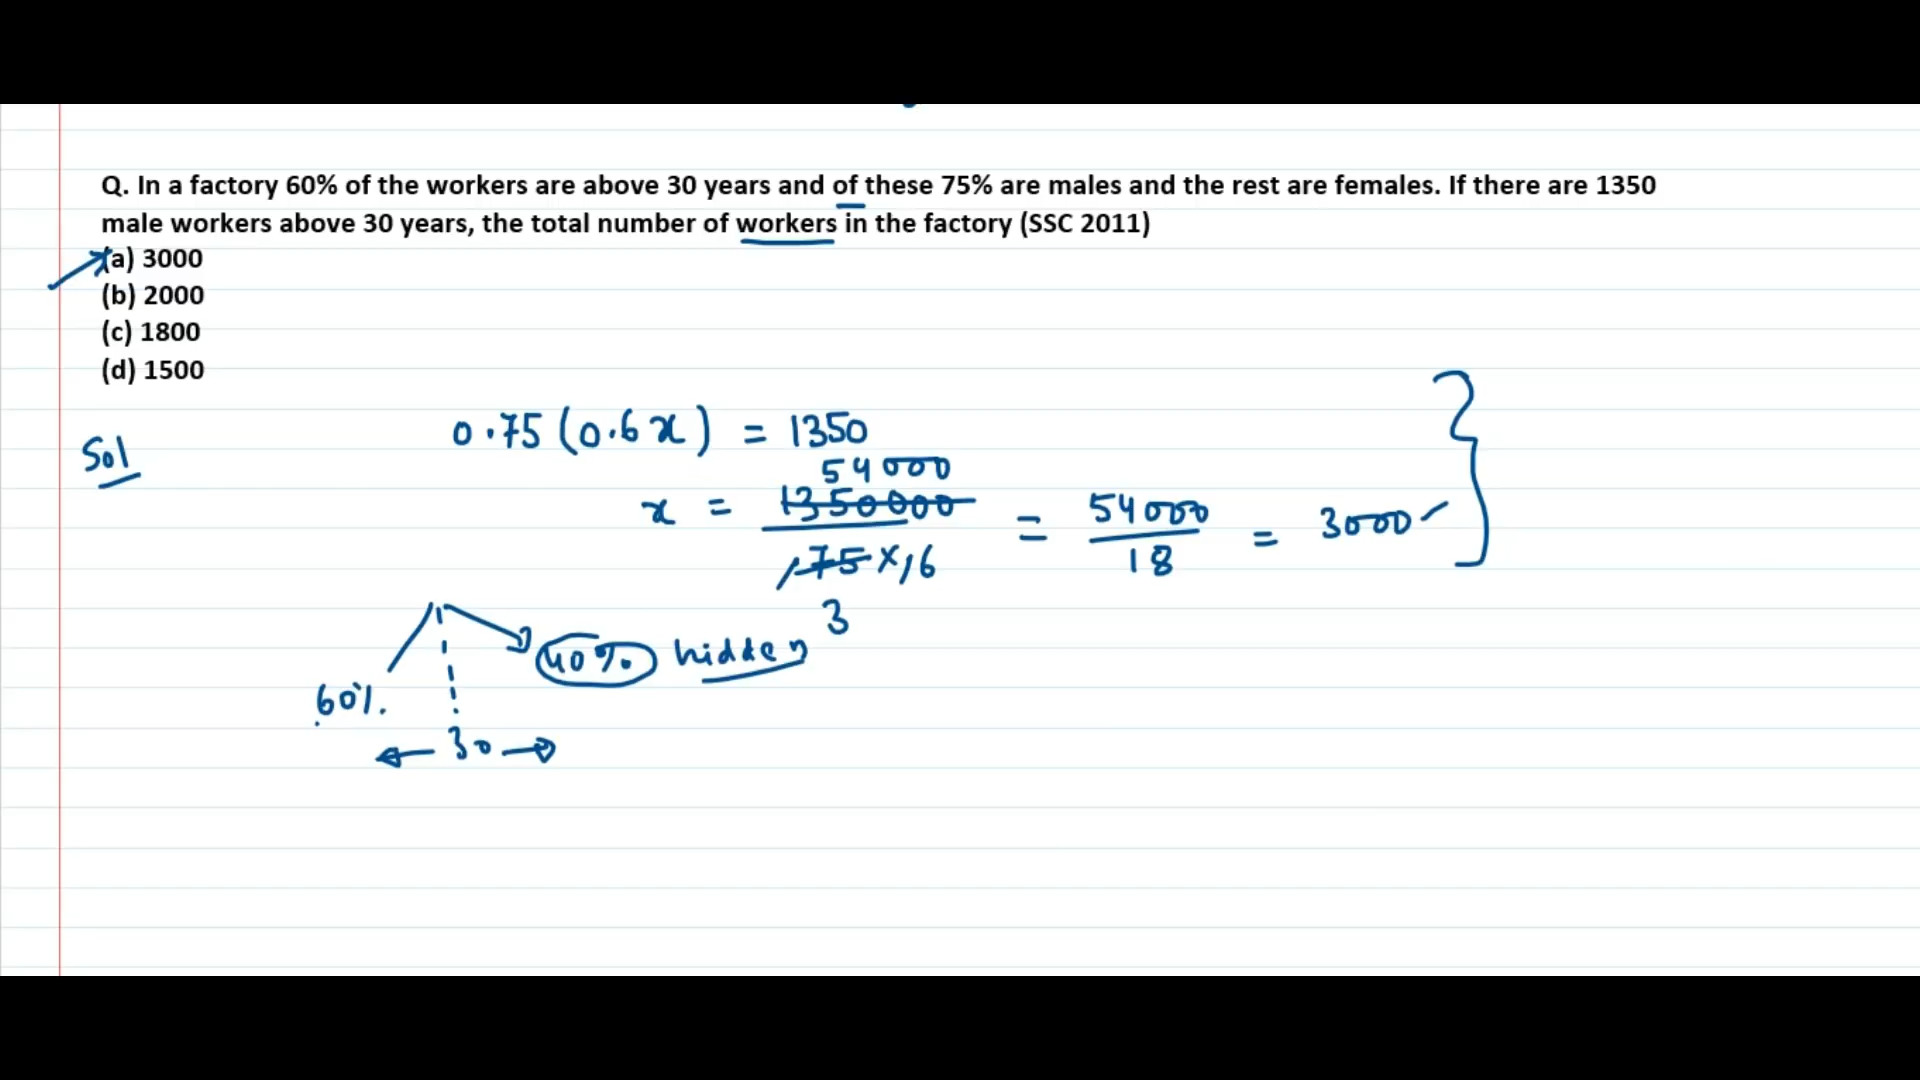 Q. In a factory 60% of the workers are above 30 years and of these 75% are males and the rest are females. If there are 1350
male workers above 30 years, the total number of workers in the factory (SSC 2011)
(a) 3000
(b) 2000
(c) 1800
(d) 1500
Sol
0.75(0.6x) = 1350
54000
x = 1350000 / .75 x .6 = 54000 / 18 = 3000
3
40% hidden
60%.
30